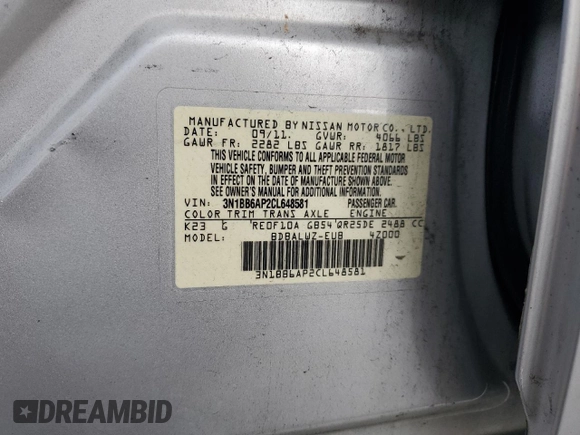 MANUFACTURED BY NISSAN MOTOR CO., LTD.
DATE: 09/11. GVWR: 4066 LBS
GAWR FR: 2282 LBS GAWR RR: 1817 LBS
THIS VEHICLE CONFORMS TO ALL APPLICABLE FEDERAL MOTOR
VEHICLE SAFETY, BUMPER AND THEFT PREVENTION STANDARDS
IN EFFECT ON THE DATE OF MANUFACTURE SHOWN ABOVE.
SEE OWNER'S MANUAL FOR ADDITIONAL INFORMATION.
VIN: 3N1BB6AP2CL648581 PASSENGER CAR.
COLOR TRIM TRANS AXLE ENGINE
K23 G RE0F10A GB54 QR25DE 2488 CC
MODEL: BDBALWZ-EUB 4Z000
3N1BB6AP2CL648581
DREAMBID